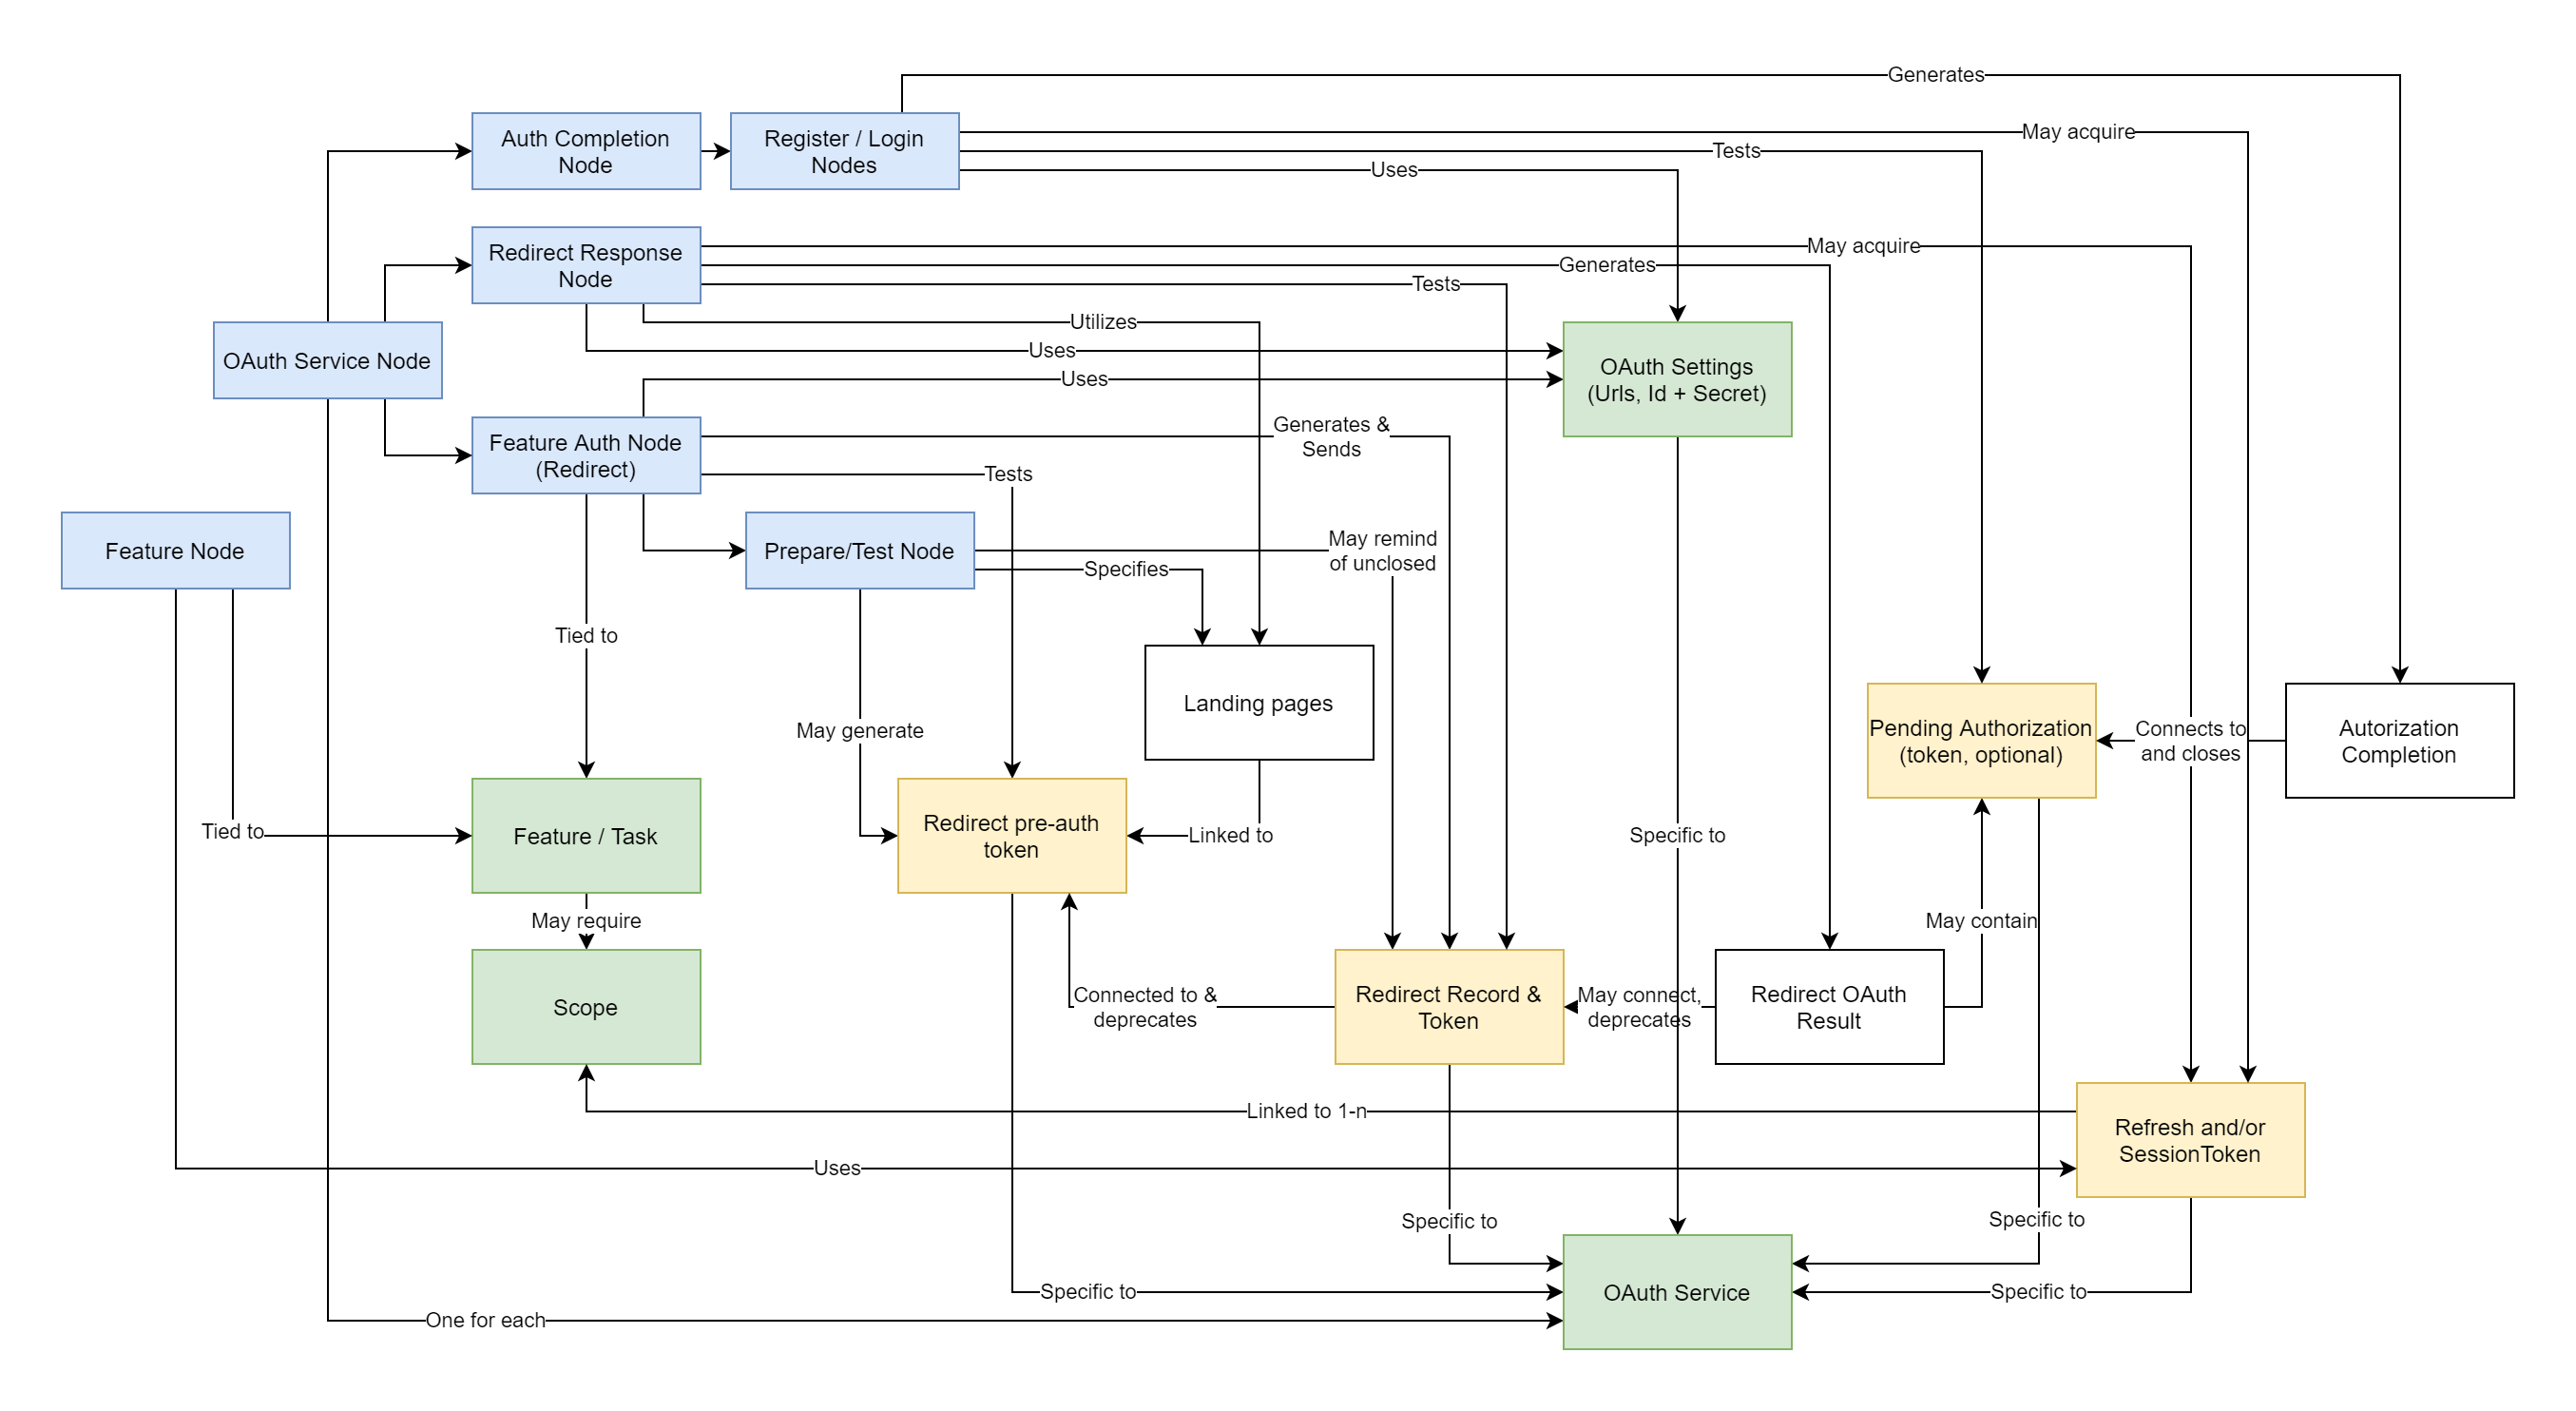 Generates
Auth Completion
Node
Register / Login
Nodes
May acquire
Tests
Uses
Redirect Response
Node
May acquire
Generates
Tests
Utilizes
Uses
OAuth Service Node
OAuth Settings
(Urls, Id + Secret)
Uses
Feature Auth Node
(Redirect)
Generates &
Sends
Tests
Feature Node
Prepare/Test Node
May remind
of unclosed
Specifies
Tied to
Landing pages
May generate
Pending Authorization
(token, optional)
Connects to
and closes
Autorization
Completion
Tied to
Feature / Task
Redirect pre-auth
token
Linked to
Specific to
May require
May contain
Scope
Connected to &
deprecates
Redirect Record &
Token
May connect,
deprecates
Redirect OAuth
Result
Linked to 1-n
Refresh and/or
SessionToken
Uses
Specific to
Specific to
Specific to
OAuth Service
Specific to
One for each